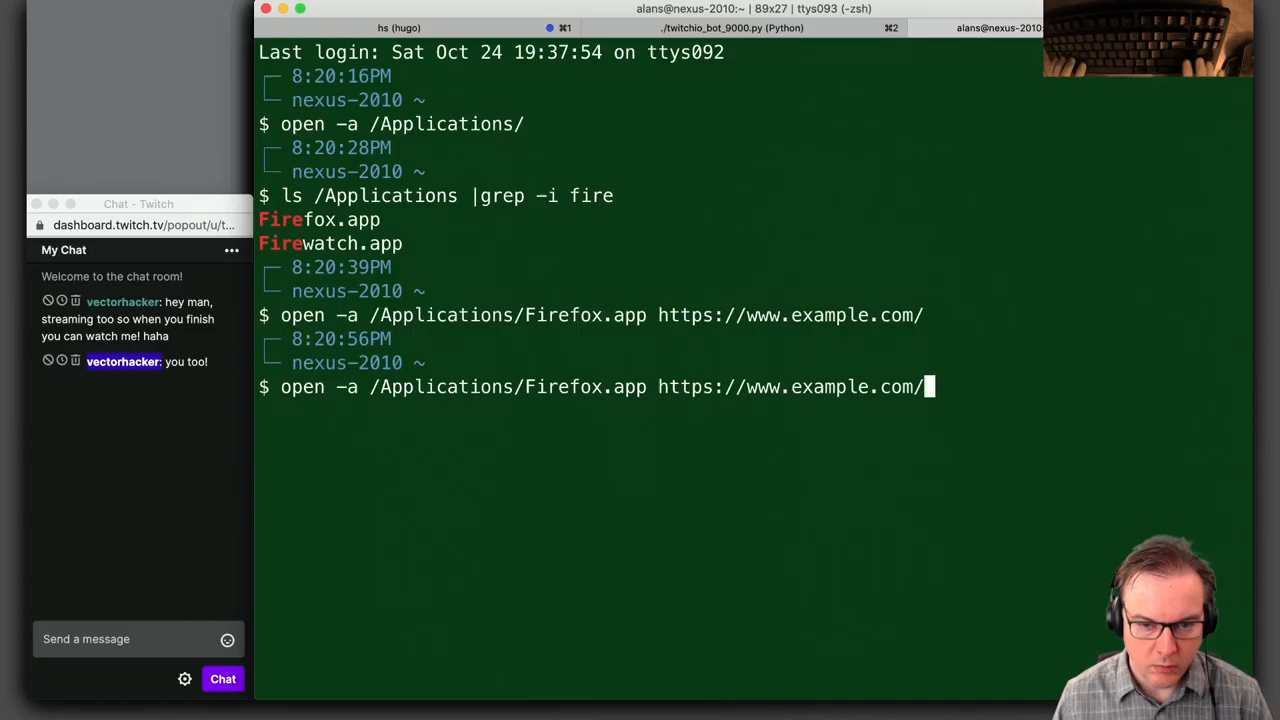 alans@nexus-2010:~ | 89x27 | ttys093 (-zsh)
hs (hugo) ⌘1
./twitchio_bot_9000.py (Python) ⌘2
alans@nexus-2010:
Last login: Sat Oct 24 19:37:54 on ttys092
8:20:16PM
nexus-2010 ~
$ open -a /Applications/
8:20:28PM
nexus-2010 ~
$ ls /Applications |grep -i fire
Firefox.app
Firewatch.app
8:20:39PM
nexus-2010 ~
$ open -a /Applications/Firefox.app https://www.example.com/
8:20:56PM
nexus-2010 ~
$ open -a /Applications/Firefox.app https://www.example.com/
Chat - Twitch
dashboard.twitch.tv/popout/u/t...
My Chat
Welcome to the chat room!
vectorhacker: hey man,
streaming too so when you finish
you can watch me! haha
vectorhacker: you too!
Send a message
Chat